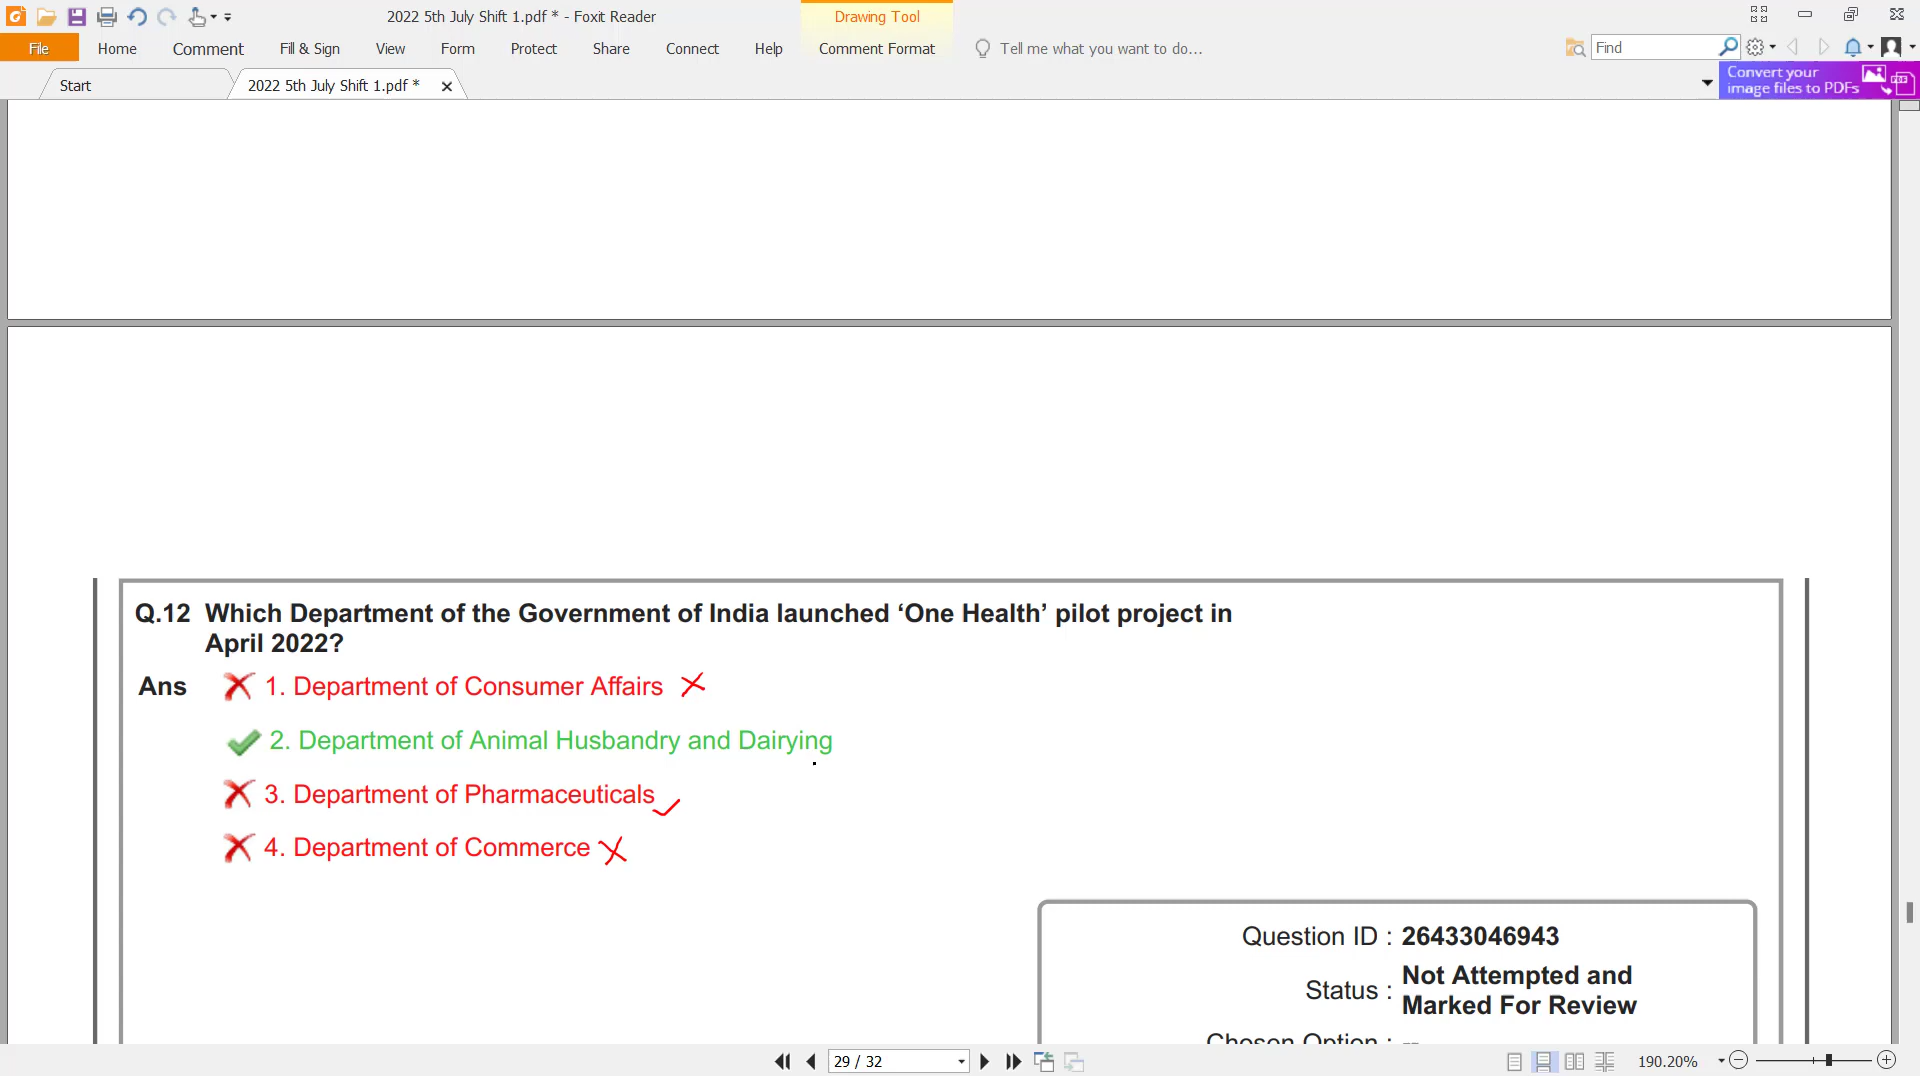 2022 5th July Shift 1.pdf * - Foxit Reader
Drawing Tool
File
Home
Comment
Fill & Sign
View
Form
Protect
Share
Connect
Help
Comment Format
Tell me what you want to do...
Find
Start
2022 5th July Shift 1.pdf *
Convert your
image files to PDFs
Q.12 Which Department of the Government of India launched ‘One Health’ pilot project in
April 2022?
Ans 1. Department of Consumer Affairs
2. Department of Animal Husbandry and Dairying
3. Department of Pharmaceuticals
4. Department of Commerce
Question ID : 26433046943
Status : Not Attempted and
Marked For Review
Chosen Option : --
29 / 32
190.20%